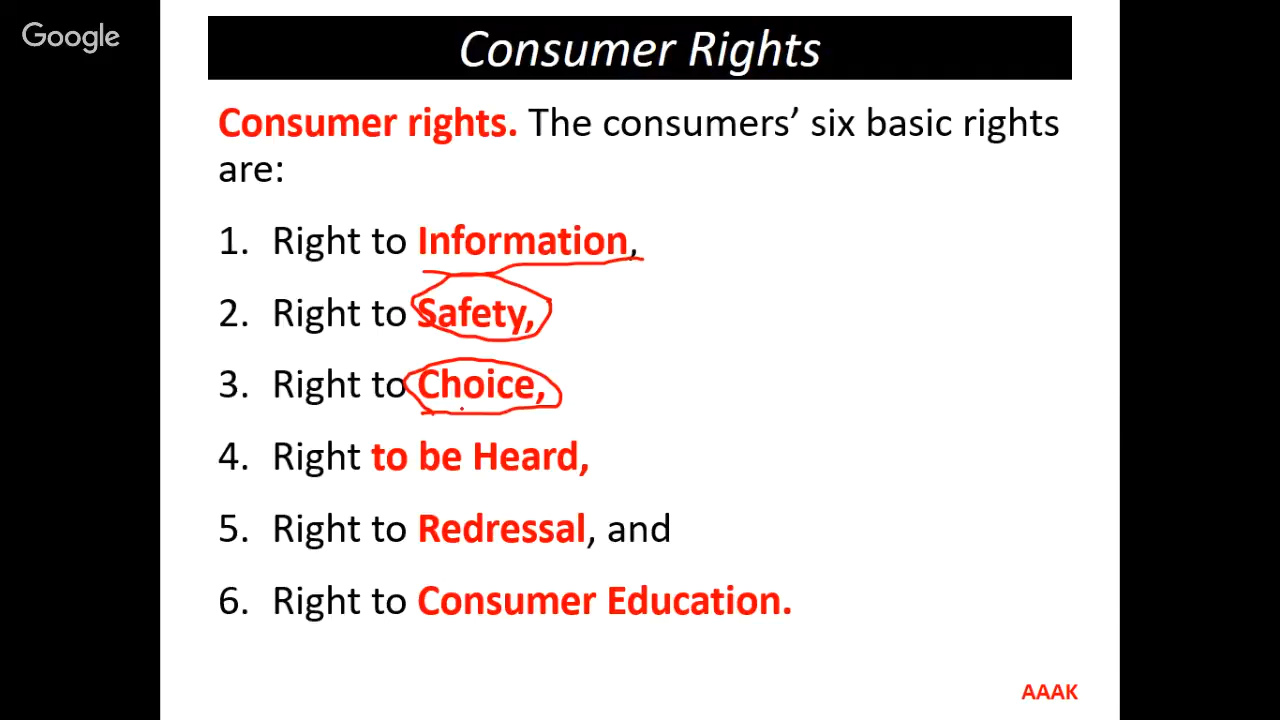 Google
Consumer Rights
Consumer rights. The consumers’ six basic rights
are:
1. Right to Information,
2. Right to Safety,
3. Right to Choice,
4. Right to be Heard,
5. Right to Redressal, and
6. Right to Consumer Education.
AAAK